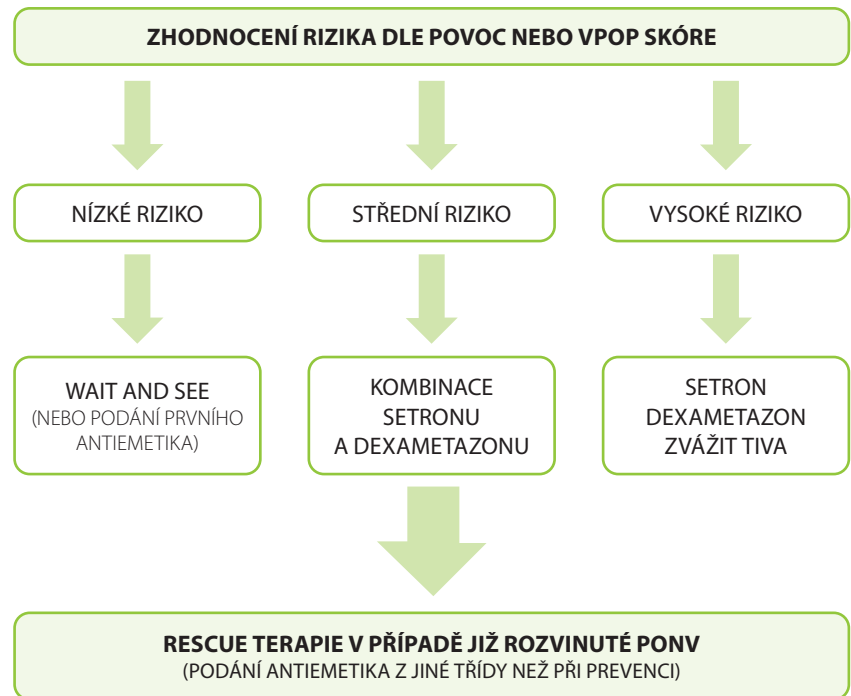 ZHODNOCENÍ RIZIKA DLE POVOC NEBO VPOP SKÓRE
NÍZKÉ RIZIKO
STŘEDNÍ RIZIKO
VYSOKÉ RIZIKO
WAIT AND SEE
(NEBO PODÁNÍ PRVNÍHO
ANTIEMETIKA)
KOMBINACE
SETRONU
A DEXAMETAZONU
SETRON
DEXAMETAZON
ZVÁŽIT TIVA
RESCUE TERAPIE V PŘÍPADĚ JIŽ ROZVINUTÉ PONV
(PODÁNÍ ANTIEMETIKA Z JINÉ TŘÍDY NEŽ PŘI PREVENCI)